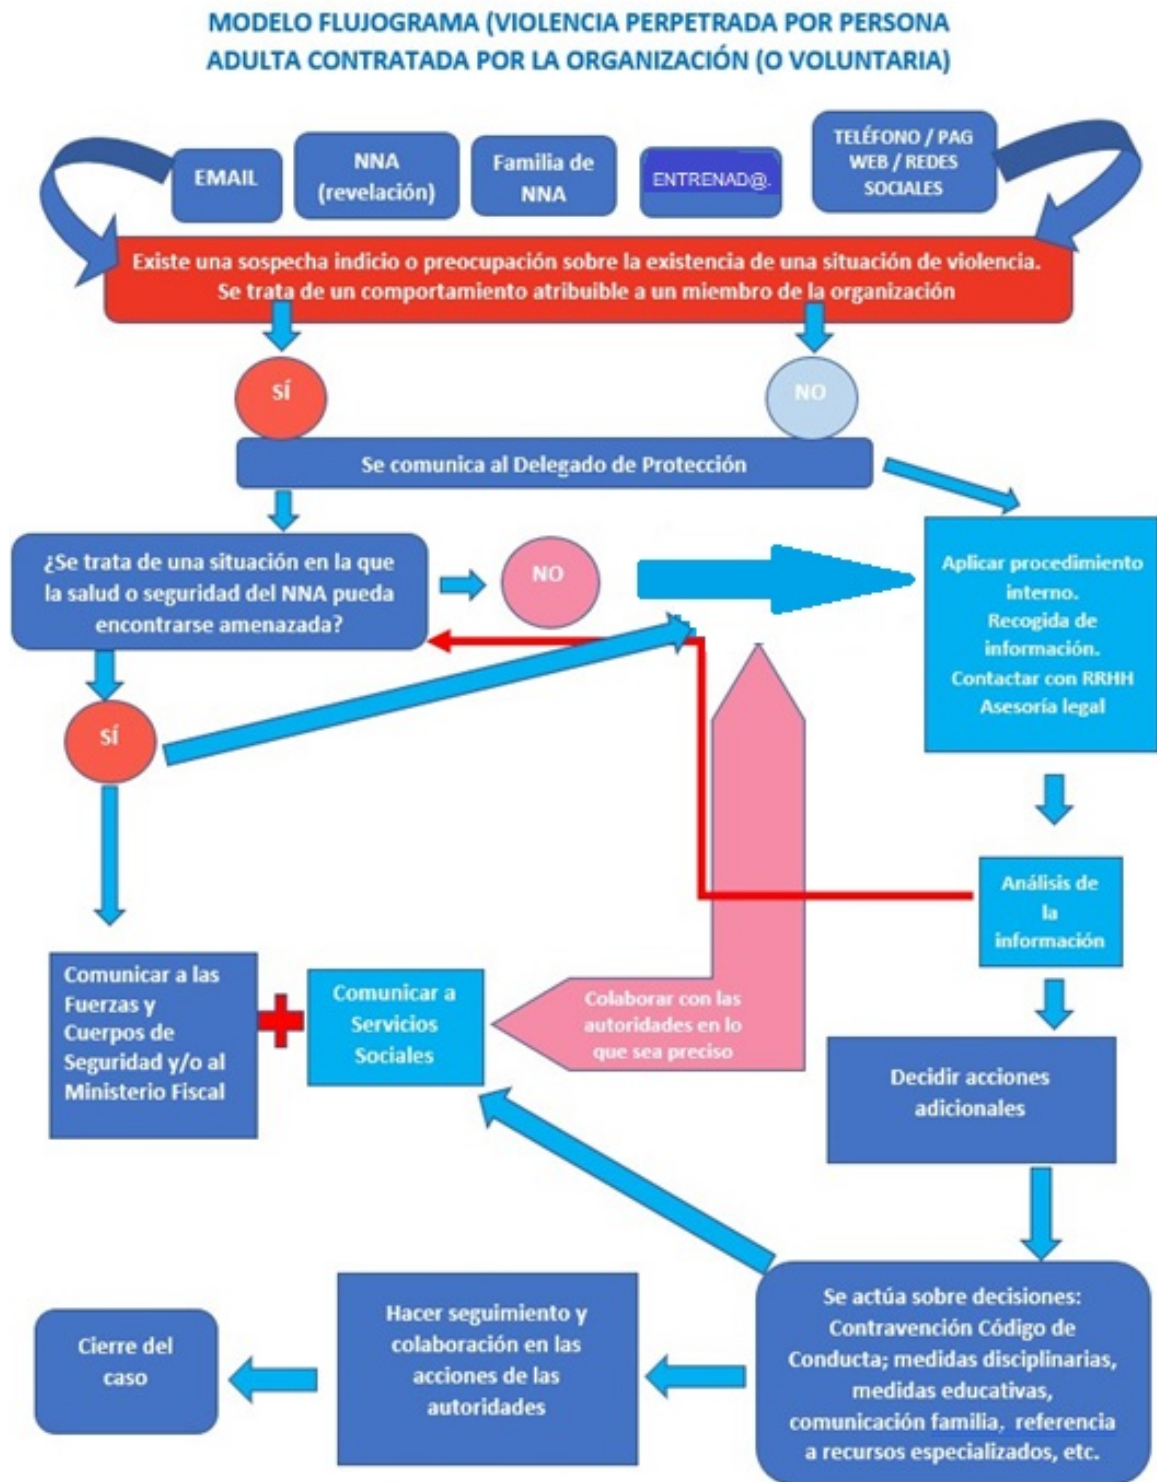 MODELO FLUJOGRAMA (VIOLENCIA PERPETRADA POR PERSONA
ADULTA CONTRATADA POR LA ORGANIZACIÓN (O VOLUNTARIA)
EMAIL
NNA
(revelación)
Familia de
NNA
ENTRENAD@.
TELÉFONO / PAG
WEB / REDES
SOCIALES
Existe una sospecha indicio o preocupación sobre la existencia de una situación de violencia.
Se trata de un comportamiento atribuible a un miembro de la organización
SÍ
NO
Se comunica al Delegado de Protección
¿Se trata de una situación en la que
la salud o seguridad del NNA pueda
encontrarse amenazada?
NO
Aplicar procedimiento
interno.
Recogida de
información.
Contactar con RRHH
Asesoría legal
SÍ
Análisis de
la
información
Comunicar a las
Fuerzas y
Cuerpos de
Seguridad y/o al
Ministerio Fiscal
Comunicar a
Servicios
Sociales
Colaborar con las
autoridades en lo
que sea preciso
Decidir acciones
adicionales
Se actúa sobre decisiones:
Contravención Código de
Conducta; medidas disciplinarias,
medidas educativas,
comunicación familia, referencia
a recursos especializados, etc.
Hacer seguimiento y
colaboración en las
acciones de las
autoridades
Cierre del
caso